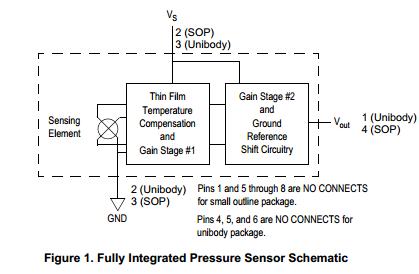 VS
2 (SOP)
3 (Unibody)
Sensing
Element
Thin Film
Temperature
Compensation
and
Gain Stage #1
Gain Stage #2
and
Ground
Reference
Shift Circuitry
Vout
1 (Unibody)
4 (SOP)
2 (Unibody)
3 (SOP)
GND
Pins 1 and 5 through 8 are NO CONNECTS
for small outline package.
Pins 4, 5, and 6 are NO CONNECTS for
unibody package.
Figure 1. Fully Integrated Pressure Sensor Schematic